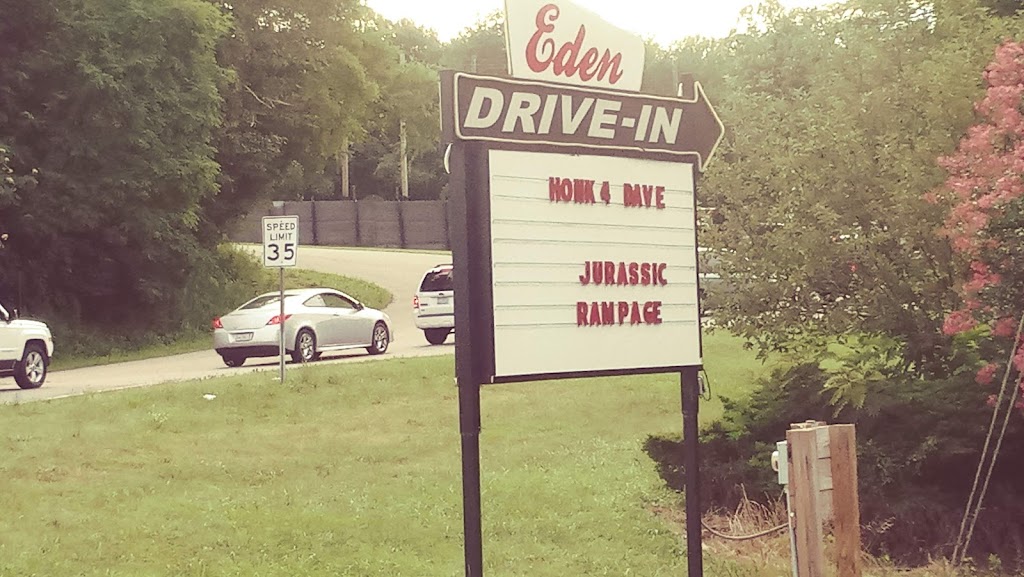 Eden
DRIVE-IN
HONK 4 DAVE
JURASSIC
RAMPAGE
SPEED
LIMIT
35